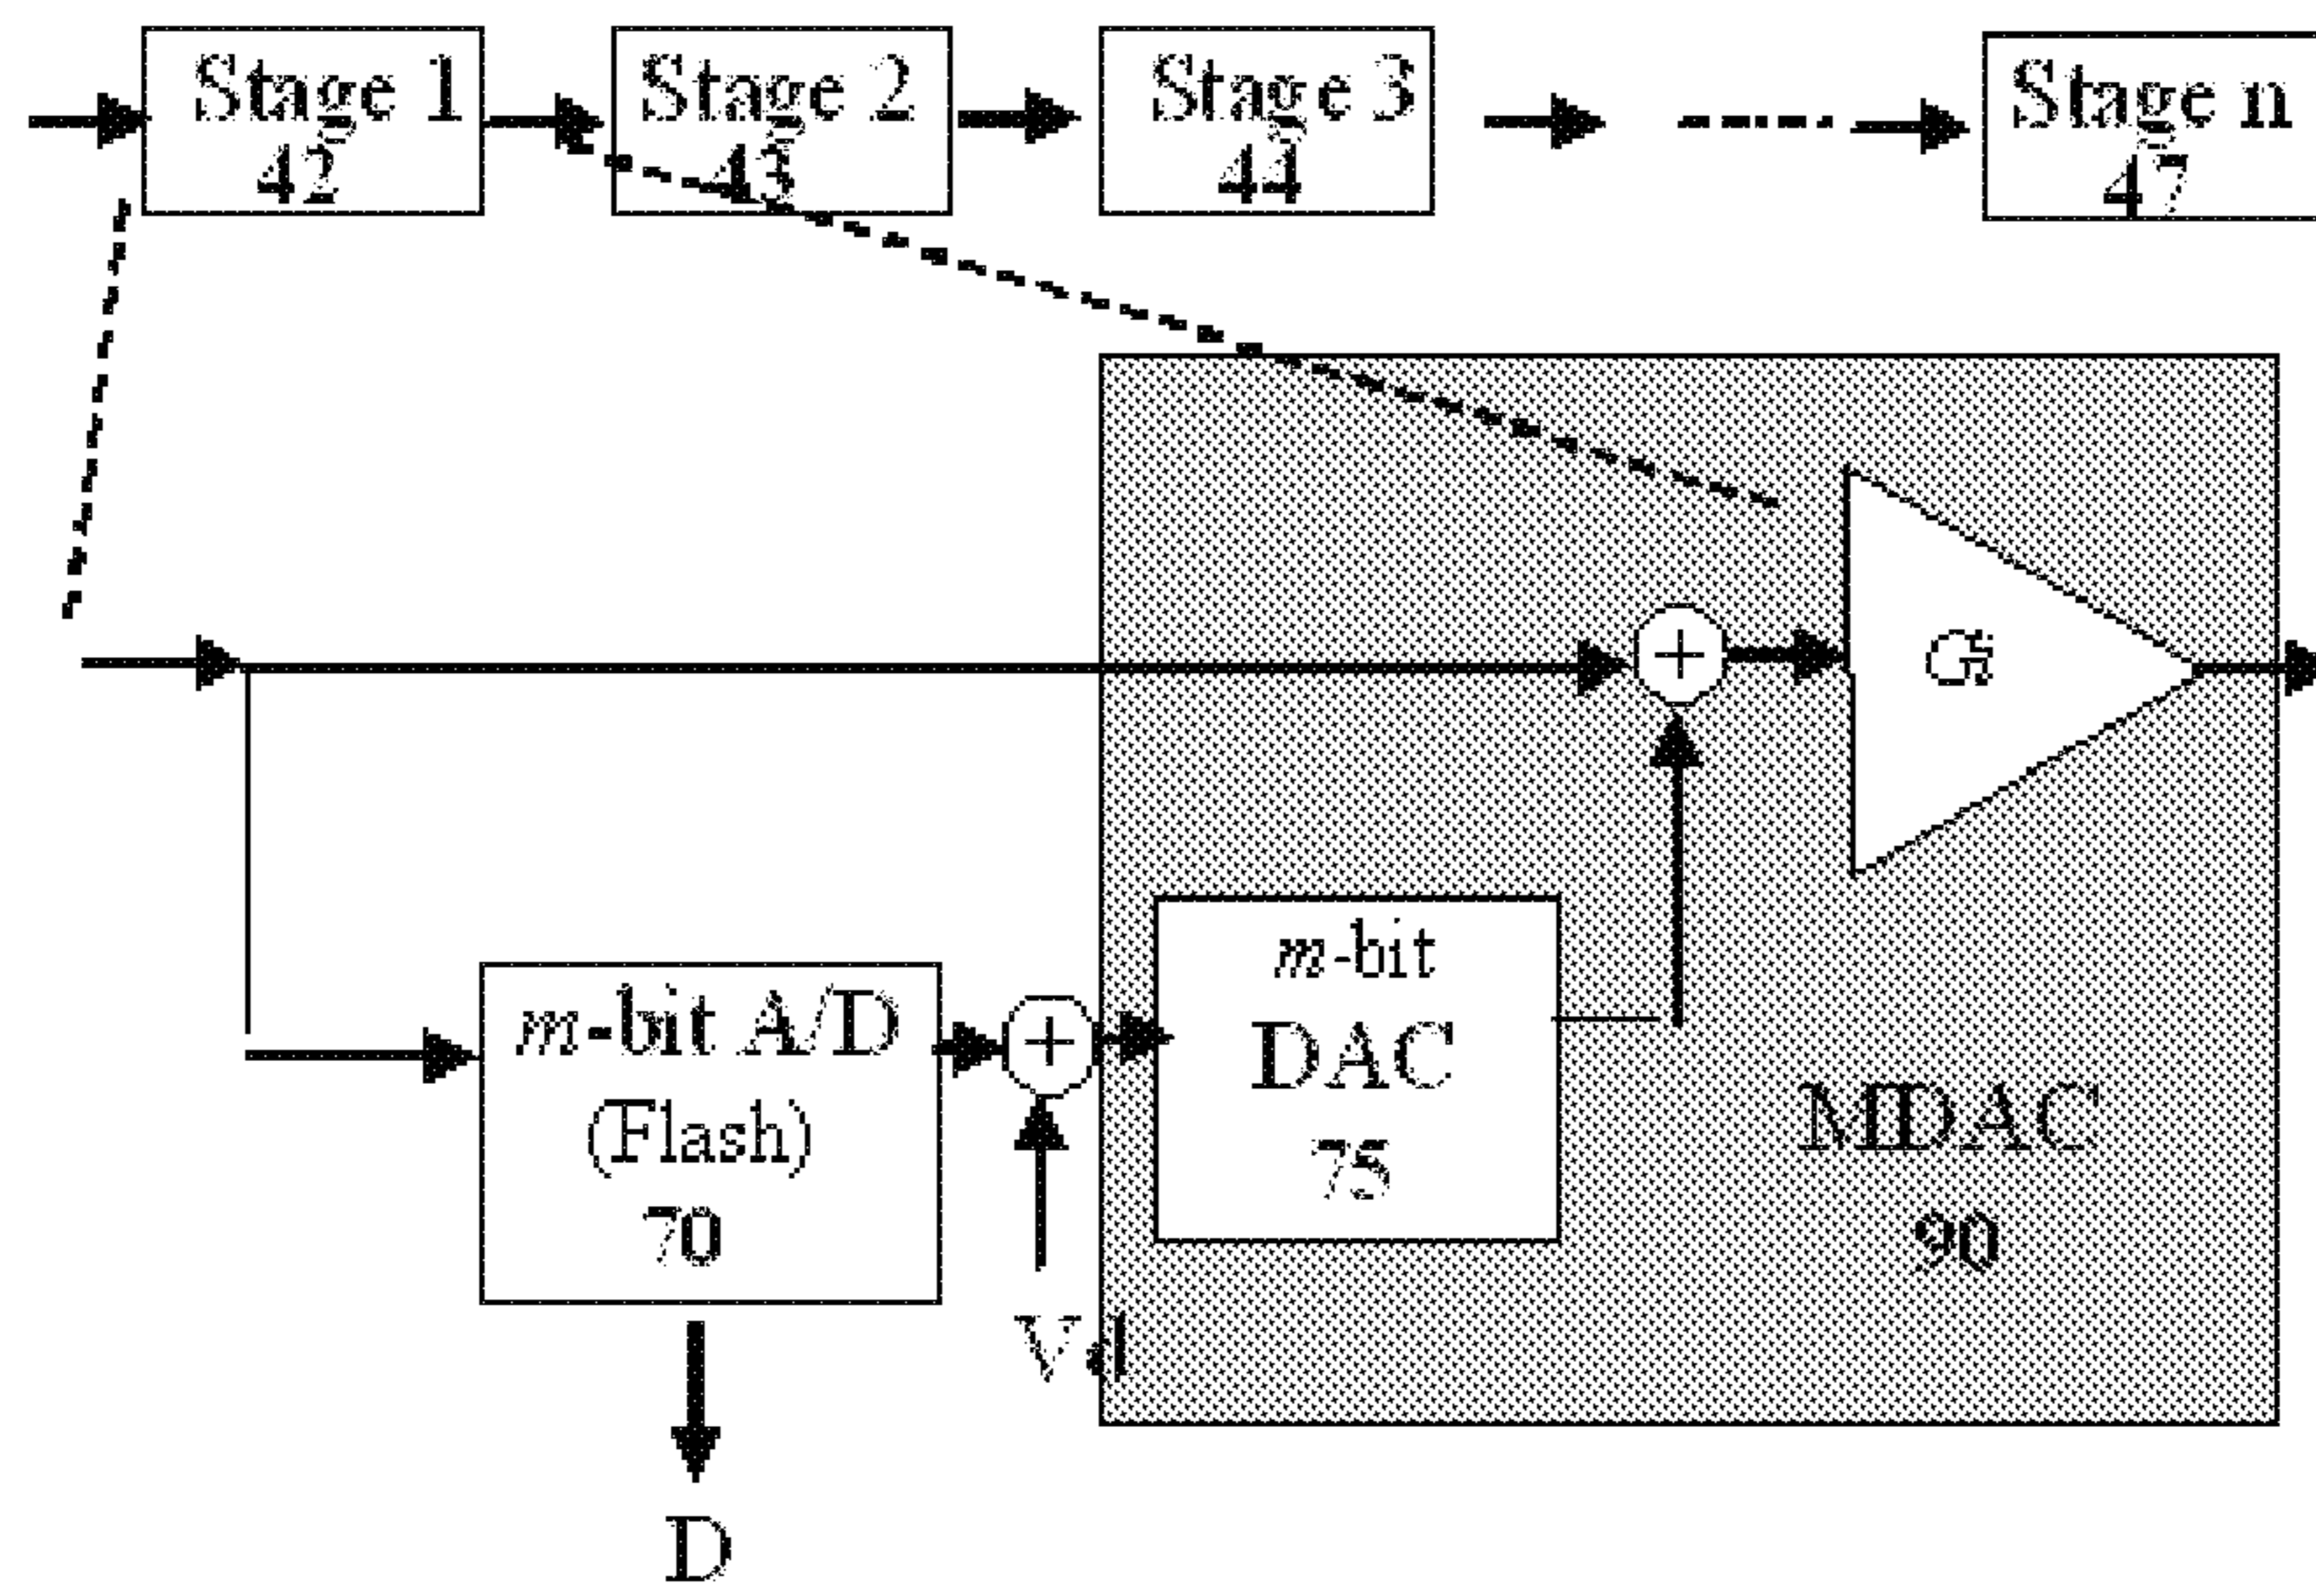 Stage 1
42
Stage 2
43
Stage 3
44
Stage n
47
+
G
m-bit A/D
(Flash)
70
+
m-bit
DAC
75
MDAC
90
Vd
D